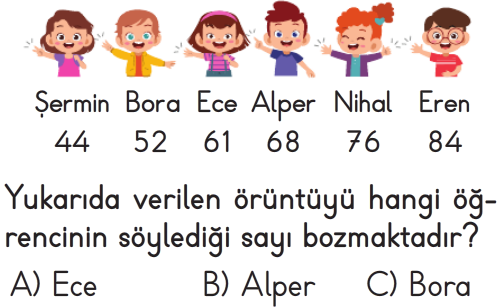 Şermin Bora Ece Alper Nihal Eren
44 52 61 68 76 84
Yukarıda verilen örüntüyü hangi öğ-
rencinin söylediği sayı bozmaktadır?
A) Ece B) Alper C) Bora